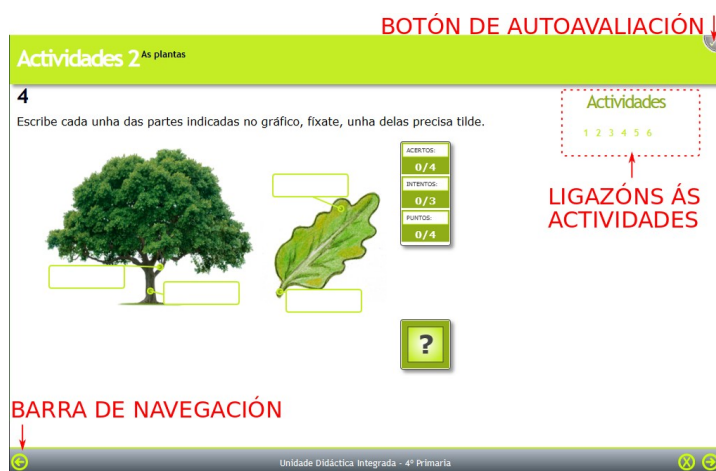 BOTÓN DE AUTOAVALIACIÓN
Actividades 2 As plantas
4
Escribe cada unha das partes indicadas no gráfico, fíxate, unha delas precisa tilde.
Actividades
1 2 3 4 5 6
LIGAZÓNS ÁS
ACTIVIDADES
ACERTOS:
0/4
INTENTOS:
0/3
PUNTOS:
0/4
?
BARRA DE NAVEGACIÓN
Unidade Didáctica Integrada - 4º Primaria
X